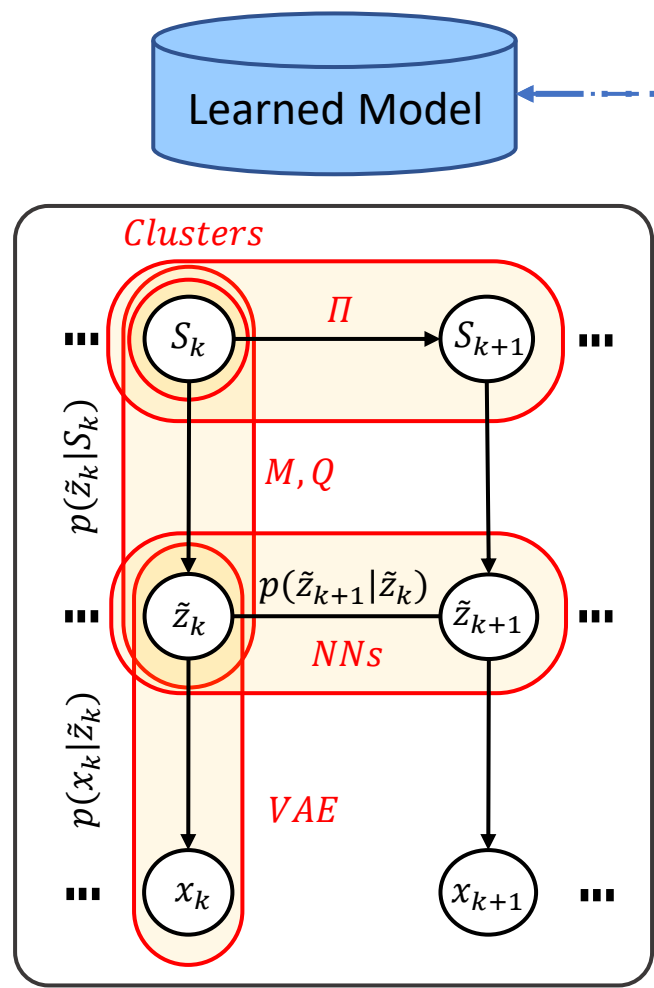 Learned Model
Clusters
... S_k Π S_{k+1} ...
p(z̃_k|S_k)
M, Q
p(z̃_{k+1}|z̃_k)
... z̃_k z̃_{k+1} ...
NNs
p(x_k|z̃_k)
VAE
... x_k x_{k+1} ...